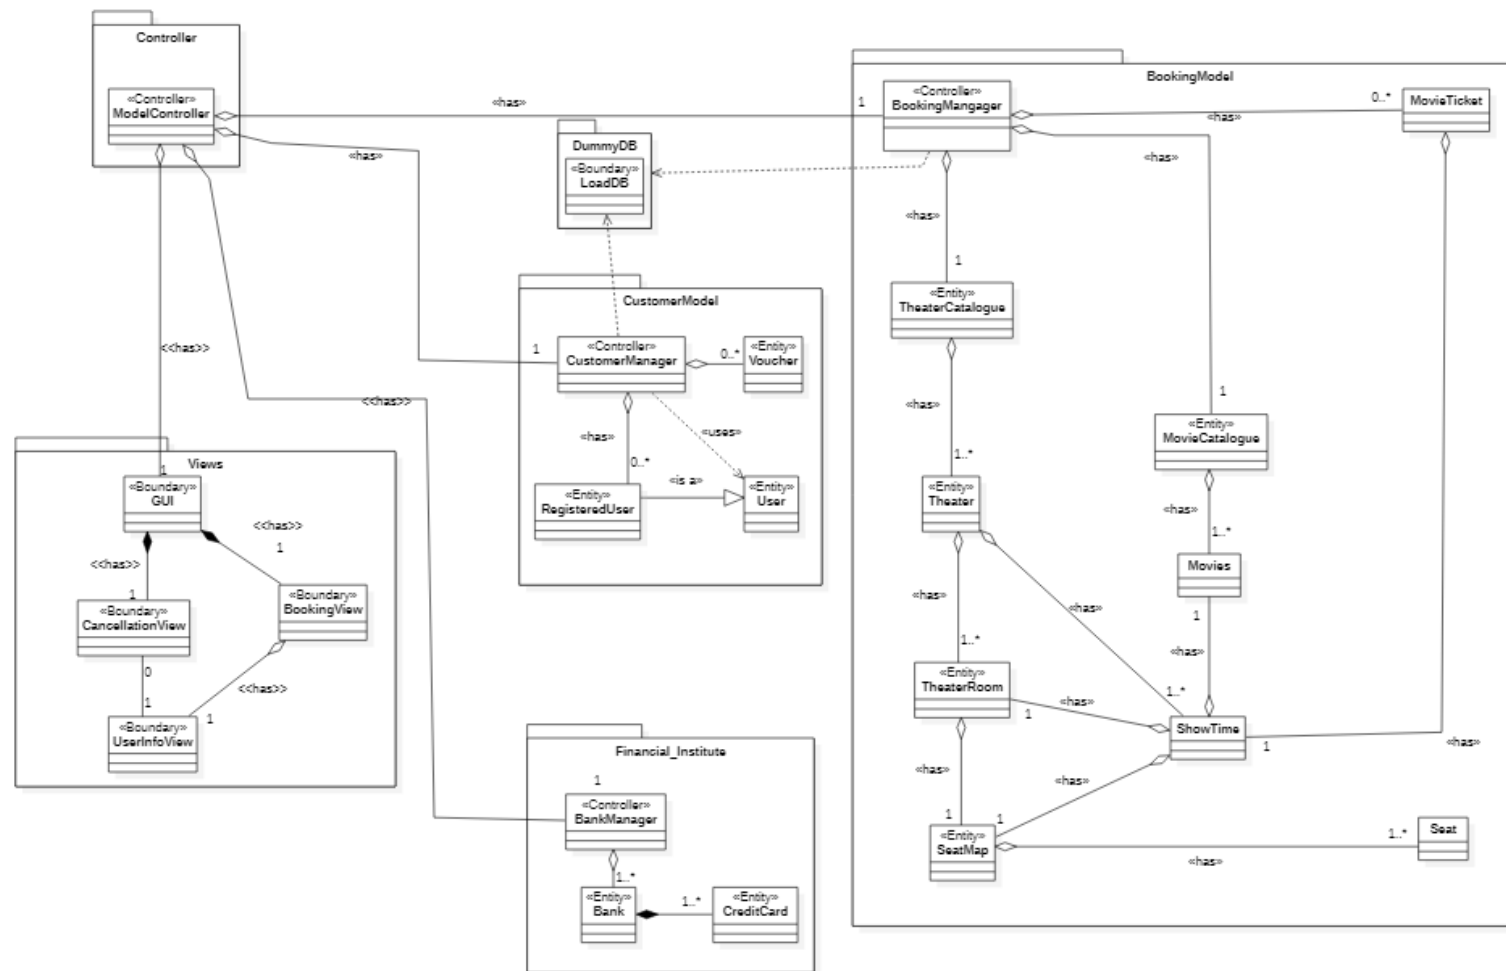 Controller
«Controller»
ModelController
«has»
1
BookingModel
«Controller»
BookingMangager
0..*
«has»
MovieTicket
«has»
DummyDB
«Boundary»
LoadDB
«has»
«has»
1
«Entity»
TheaterCatalogue
CustomerModel
1
«Controller»
CustomerManager
0..*
«Entity»
Voucher
<<has>>
<<has>>
«has»
1
«Entity»
MovieCatalogue
«has»
«uses»
0..*
«is a»
«Entity»
RegisteredUser
«Entity»
User
1..*
«Entity»
Theater
«has»
1..*
Movies
1
Views
1
«Boundary»
GUI
<<has>>
1
<<has>>
1
«Boundary»
CancellationView
«Boundary»
BookingView
0
1
<<has>>
1
«Boundary»
UserInfoView
«has»
«has»
«has»
1..*
«Entity»
TheaterRoom
1..*
«has»
1
ShowTime
1
«has»
Financial_Institute
1
«Controller»
BankManager
1..*
«Entity»
Bank
1..*
«Entity»
CreditCard
«has»
«has»
1
1
«Entity»
SeatMap
«has»
1..*
Seat